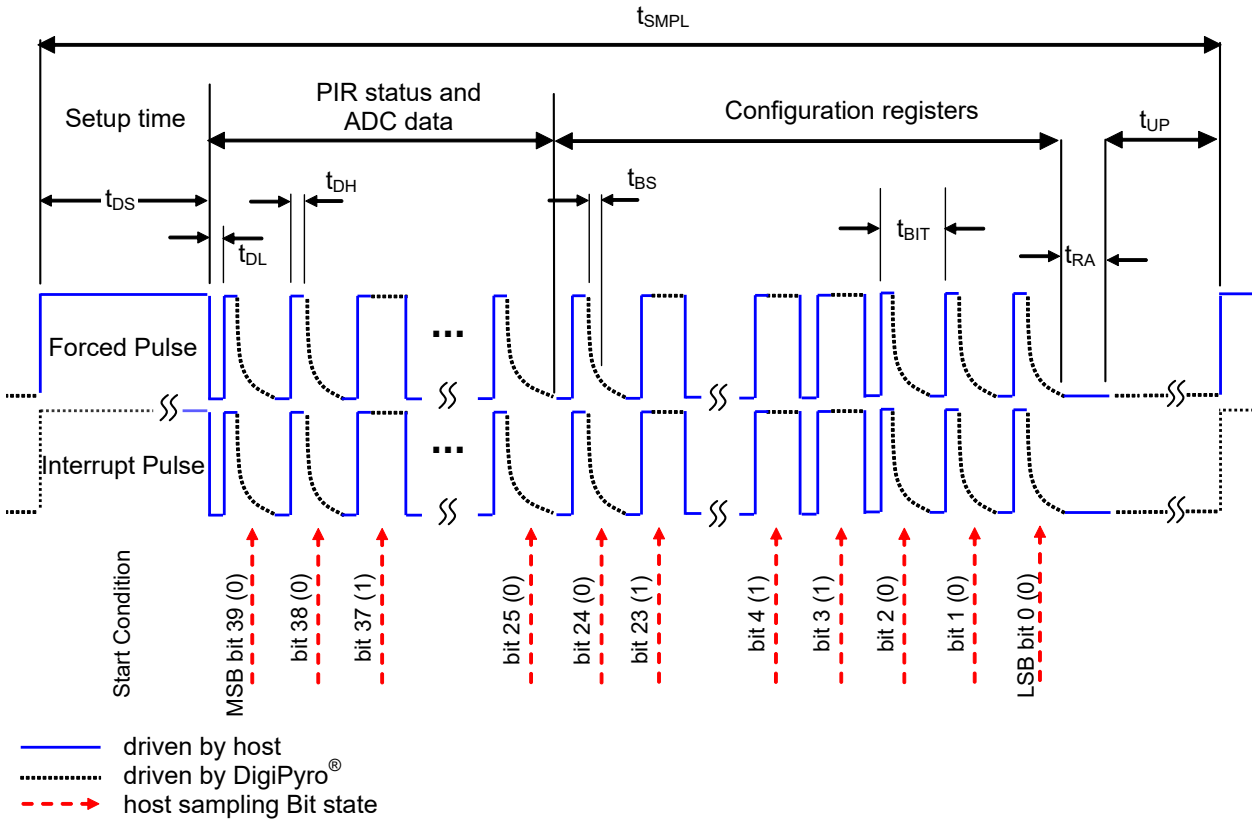 tSMPL
Setup time
PIR status and
ADC data
Configuration registers
tUP
tDS
tDH
tBS
tBIT
tDL
tRA
Forced Pulse
...
Interrupt Pulse
...
Start Condition
MSB bit 39 (0)
bit 38 (0)
bit 37 (1)
bit 25 (0)
bit 24 (0)
bit 23 (1)
bit 4 (1)
bit 3 (1)
bit 2 (0)
bit 1 (0)
LSB bit 0 (0)
driven by host
driven by DigiPyro®
host sampling Bit state